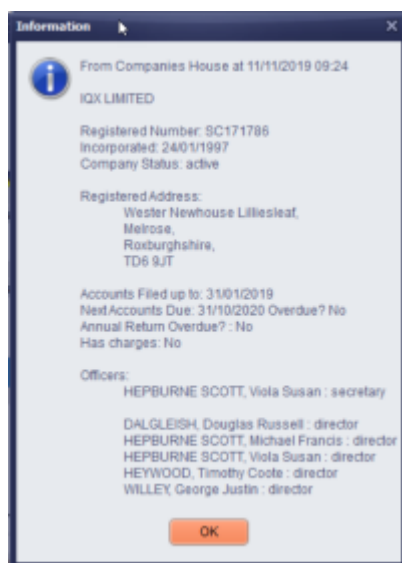 Information
From Companies House at 11/11/2019 09:24
IQX LIMITED
Registered Number: SC171786
Incorporated: 24/01/1997
Company Status: active
Registered Address:
Wester Newhouse Lilliesleaf,
Melrose,
Roxburghshire,
TD6 9JT
Accounts Filed up to: 31/01/2019
Next Accounts Due: 31/10/2020 Overdue? No
Annual Return Overdue? : No
Has charges: No
Officers:
HEPBURNE SCOTT, Viola Susan : secretary
DALGLEISH, Douglas Russell : director
HEPBURNE SCOTT, Michael Francis : director
HEPBURNE SCOTT, Viola Susan : director
HEYWOOD, Timothy Coote : director
WILLEY, George Justin : director
OK